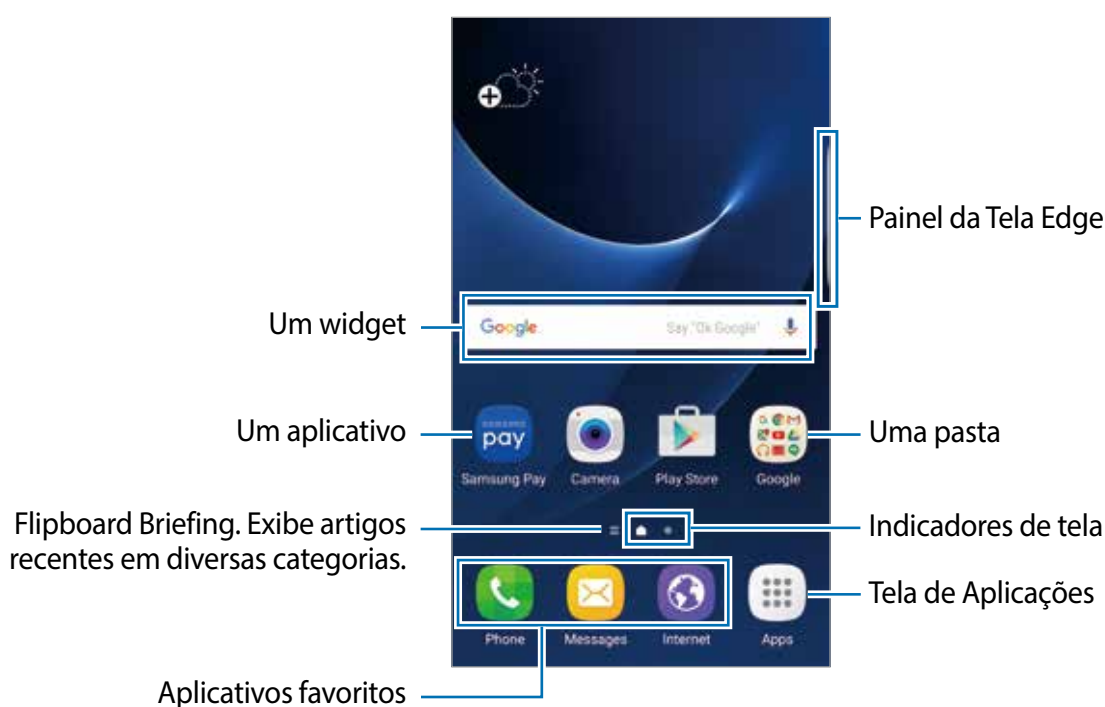 Painel da Tela Edge
Um widget
Google
Say "Ok Google"
Um aplicativo
SAMSUNG
pay
Uma pasta
Samsung Pay
Camera
Play Store
Google
Flipboard Briefing. Exibe artigos
recentes em diversas categorias.
Indicadores de tela
Tela de Aplicações
Phone
Messages
Internet
Apps
Aplicativos favoritos